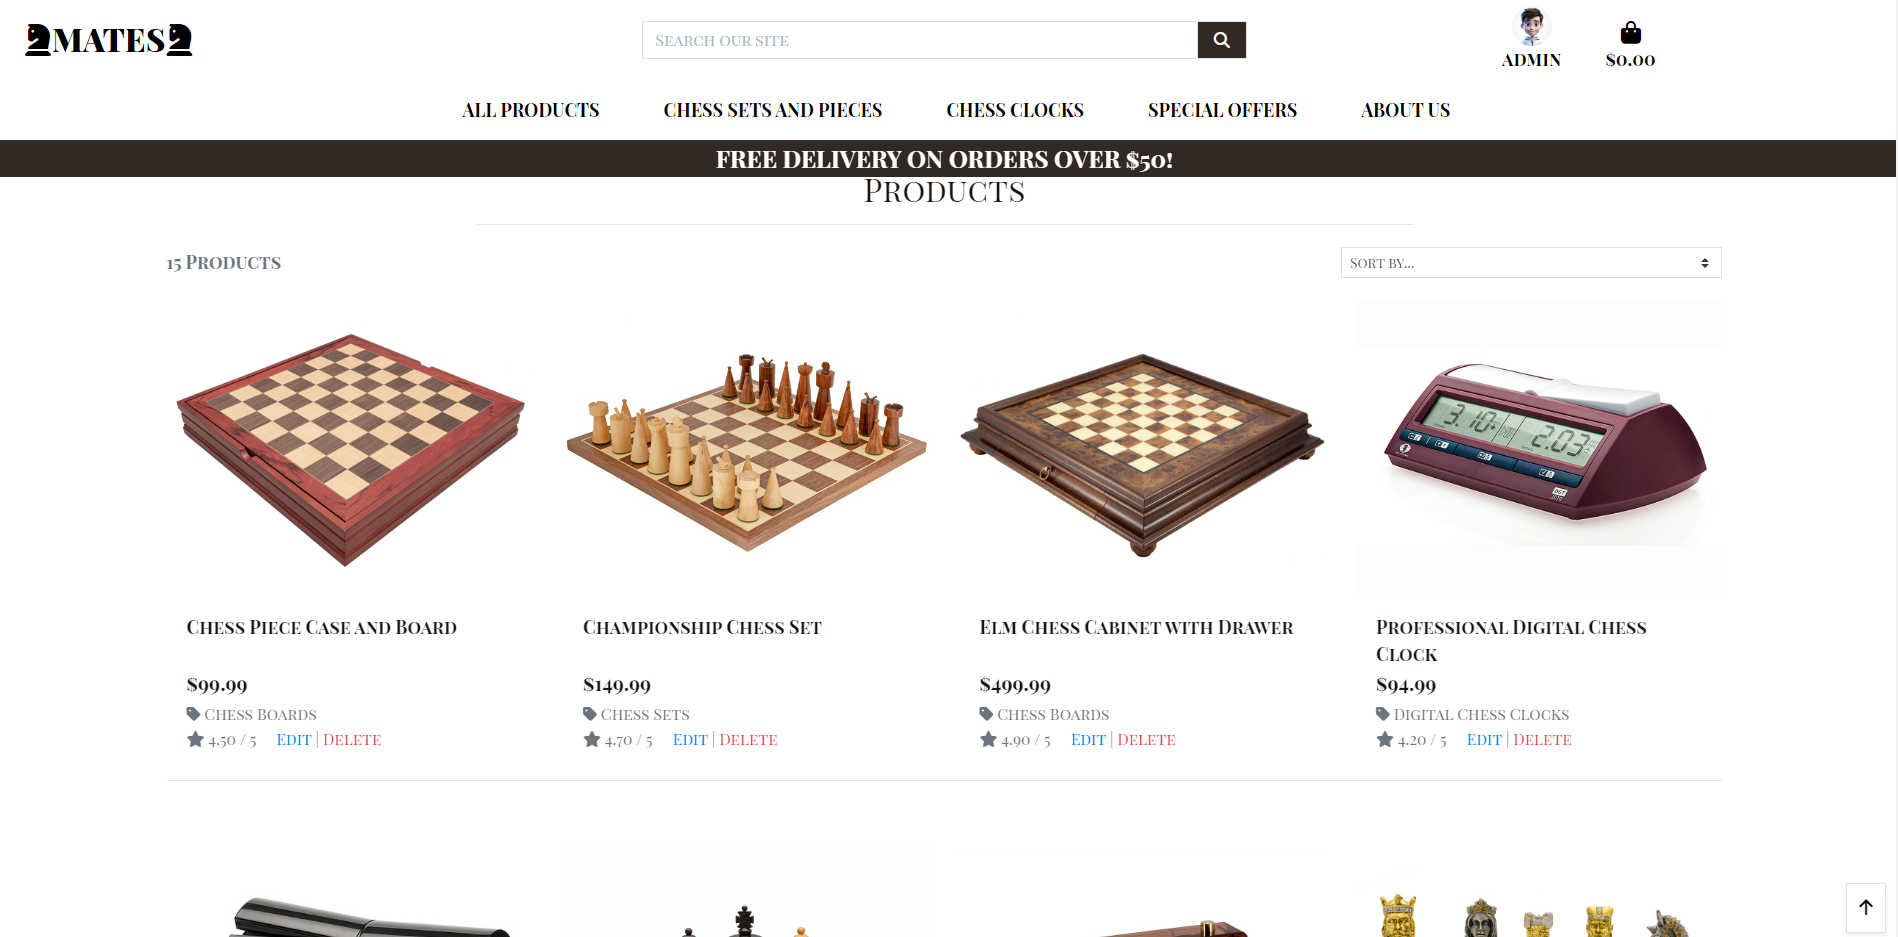 MATES
Search our site
ADMIN
$0.00
ALL PRODUCTS CHESS SETS AND PIECES CHESS CLOCKS SPECIAL OFFERS ABOUT US
FREE DELIVERY ON ORDERS OVER $50!
Products
15 Products
Sort by...
3.10
2.03
Chess Piece Case and Board
Championship Chess Set
Elm Chess Cabinet with Drawer
Professional Digital Chess
Clock
$99.99
$149.99
$499.99
$94.99
Chess Boards
Chess Sets
Chess Boards
Digital Chess Clocks
4.50 / 5 Edit | Delete
4.70 / 5 Edit | Delete
4.90 / 5 Edit | Delete
4.20 / 5 Edit | Delete